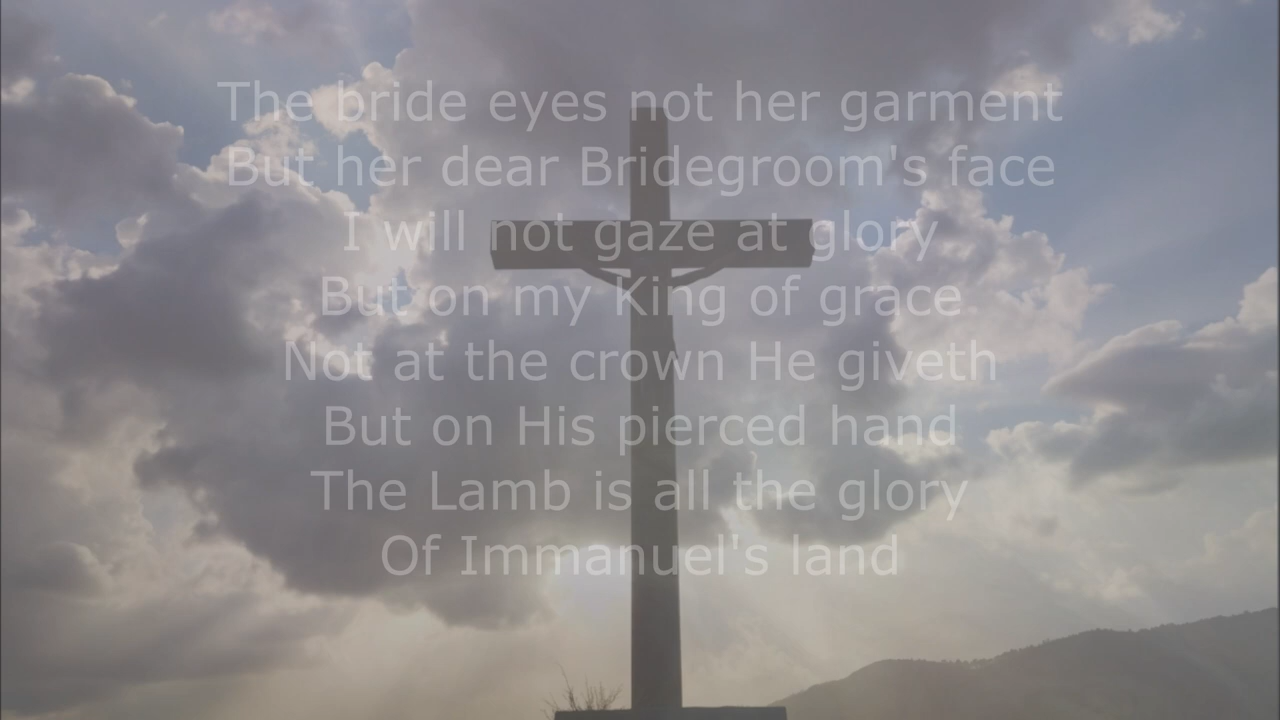 The bride eyes not her garment
But her dear Bridegroom's face
I will not gaze at glory
But on my King of grace
Not at the crown He giveth
But on His pierced hand
The Lamb is all the glory
Of Immanuel's land